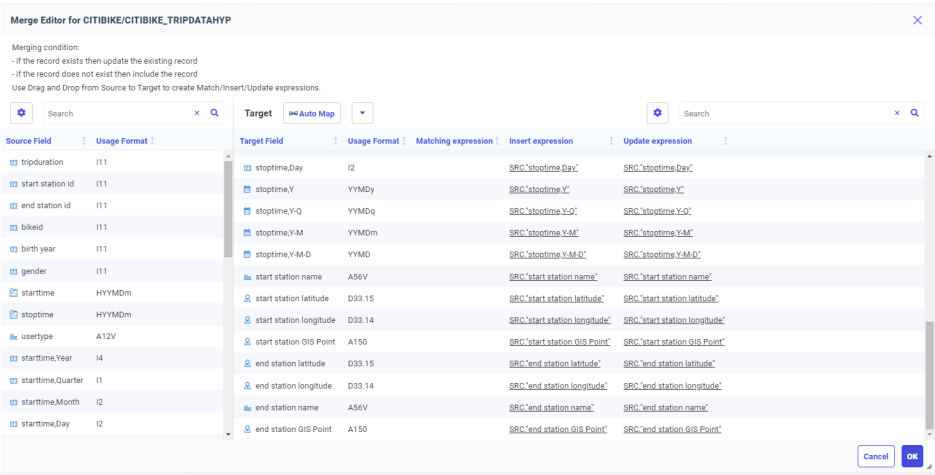 Merge Editor for CITIBIKE/CITIBIKE_TRIPDATAHYP
Merging condition:
- if the record exists then update the existing record
- if the record does not exist then include the record
Use Drag and Drop from Source to Target to create Match/Insert/Update expressions.
Search
Target Auto Map Search
Source Field Usage Format
tripduration I11
start station id I11
end station id I11
bikeid I11
birth year I11
gender I11
starttime HYYMDm
stoptime HYYMDm
usertype A12V
starttime,Year I4
starttime,Quarter I1
starttime,Month I2
starttime,Day I2
Target Field Usage Format Matching expression Insert expression Update expression
stoptime,Day I2 SRC."stoptime,Day" SRC."stoptime,Day"
stoptime,Y YYMDy SRC."stoptime,Y" SRC."stoptime,Y"
stoptime,Y-Q YYMDq SRC."stoptime,Y-Q" SRC."stoptime,Y-Q"
stoptime,Y-M YYMDm SRC."stoptime,Y-M" SRC."stoptime,Y-M"
stoptime,Y-M-D YYMD SRC."stoptime,Y-M-D" SRC."stoptime,Y-M-D"
start station name A56V SRC."start station name" SRC."start station name"
start station latitude D33.15 SRC."start station latitude" SRC."start station latitude"
start station longitude D33.14 SRC."start station longitude" SRC."start station longitude"
start station GIS Point A150 SRC."start station GIS Point" SRC."start station GIS Point"
end station latitude D33.15 SRC."end station latitude" SRC."end station latitude"
end station longitude D33.14 SRC."end station longitude" SRC."end station longitude"
end station name A56V SRC."end station name" SRC."end station name"
end station GIS Point A150 SRC."end station GIS Point" SRC."end station GIS Point"
Cancel OK